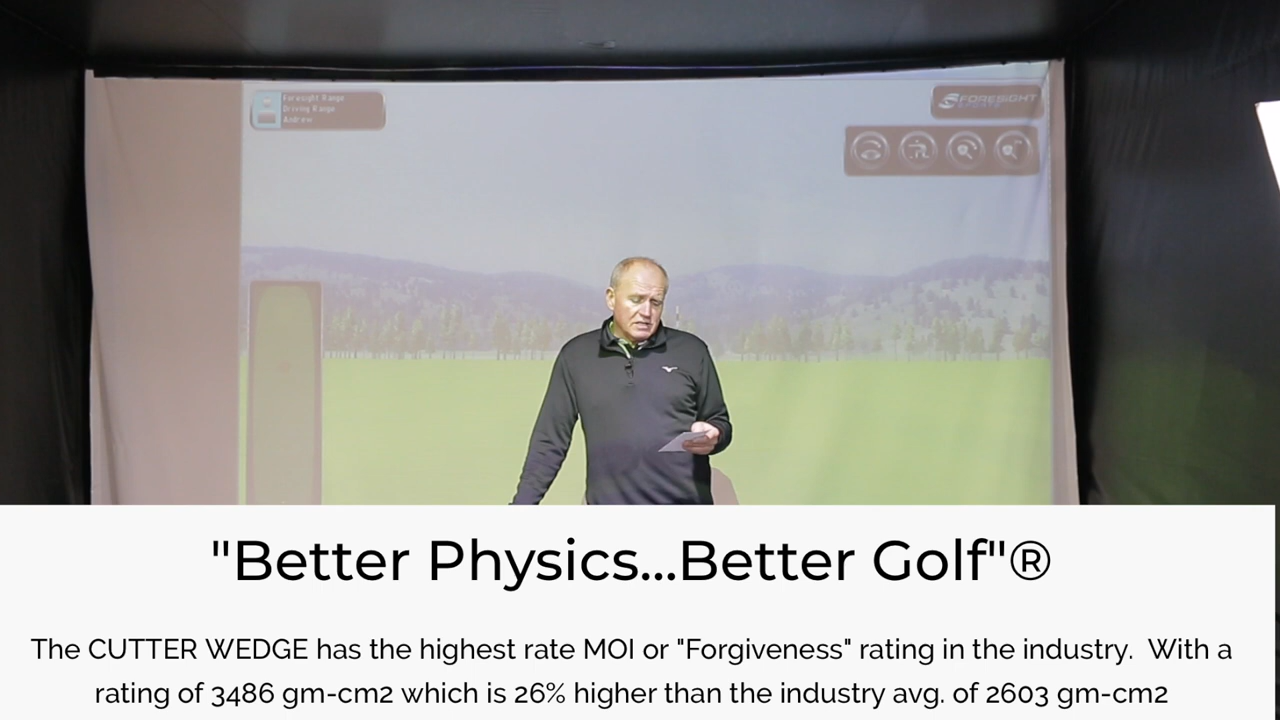 Foresight Range
Driving Range
Andrew
FORESIGHT
SPORTS
"Better Physics...Better Golf"®
The CUTTER WEDGE has the highest rate MOI or "Forgiveness" rating in the industry.  With a
rating of 3486 gm-cm2 which is 26% higher than the industry avg. of 2603 gm-cm2